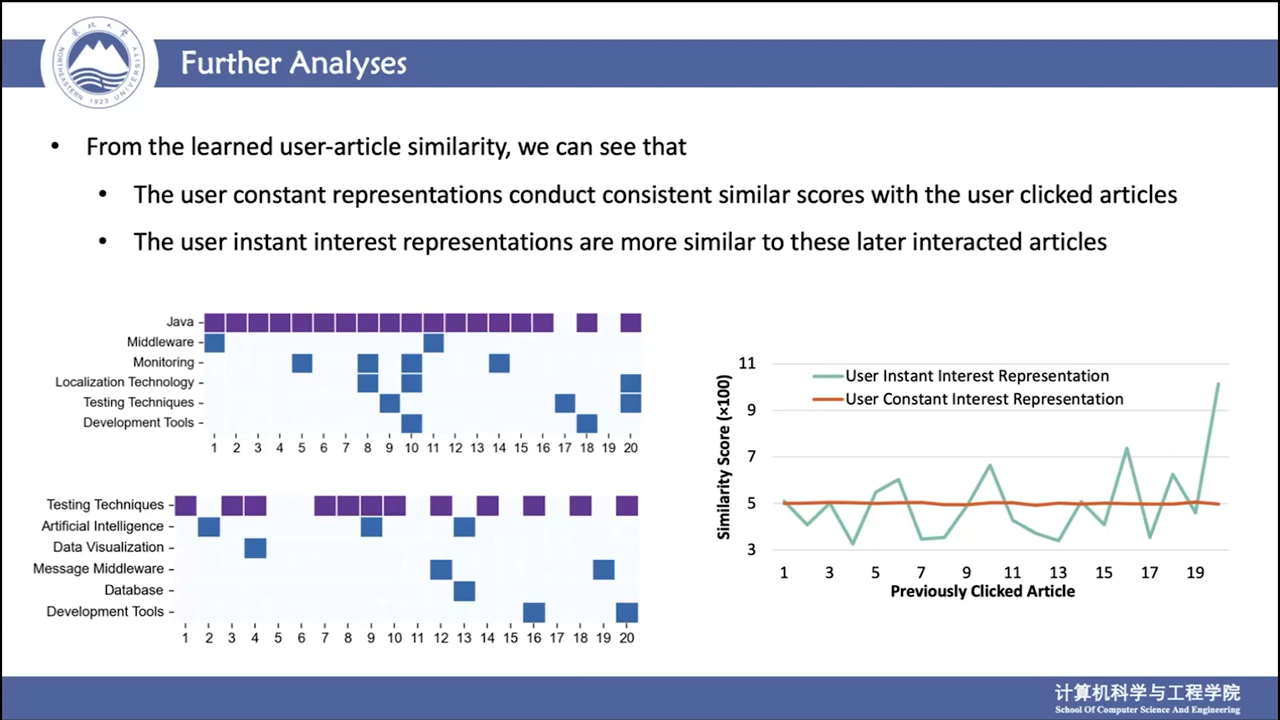 Further Analyses
東北大學
NORTHEASTERN UNIVERSITY
1923
• From the learned user-article similarity, we can see that
• The user constant representations conduct consistent similar scores with the user clicked articles
• The user instant interest representations are more similar to these later interacted articles
Java
Middleware
Monitoring
Localization Technology
Testing Techniques
Development Tools
1 2 3 4 5 6 7 8 9 10 11 12 13 14 15 16 17 18 19 20
Testing Techniques
Artificial Intelligence
Data Visualization
Message Middleware
Database
Development Tools
1 2 3 4 5 6 7 8 9 10 11 12 13 14 15 16 17 18 19 20
Similarity Score (×100)
11
9
7
5
3
User Instant Interest Representation
User Constant Interest Representation
1 3 5 7 9 11 13 15 17 19
Previously Clicked Article
计算机科学与工程学院
School Of Computer Science And Engineering